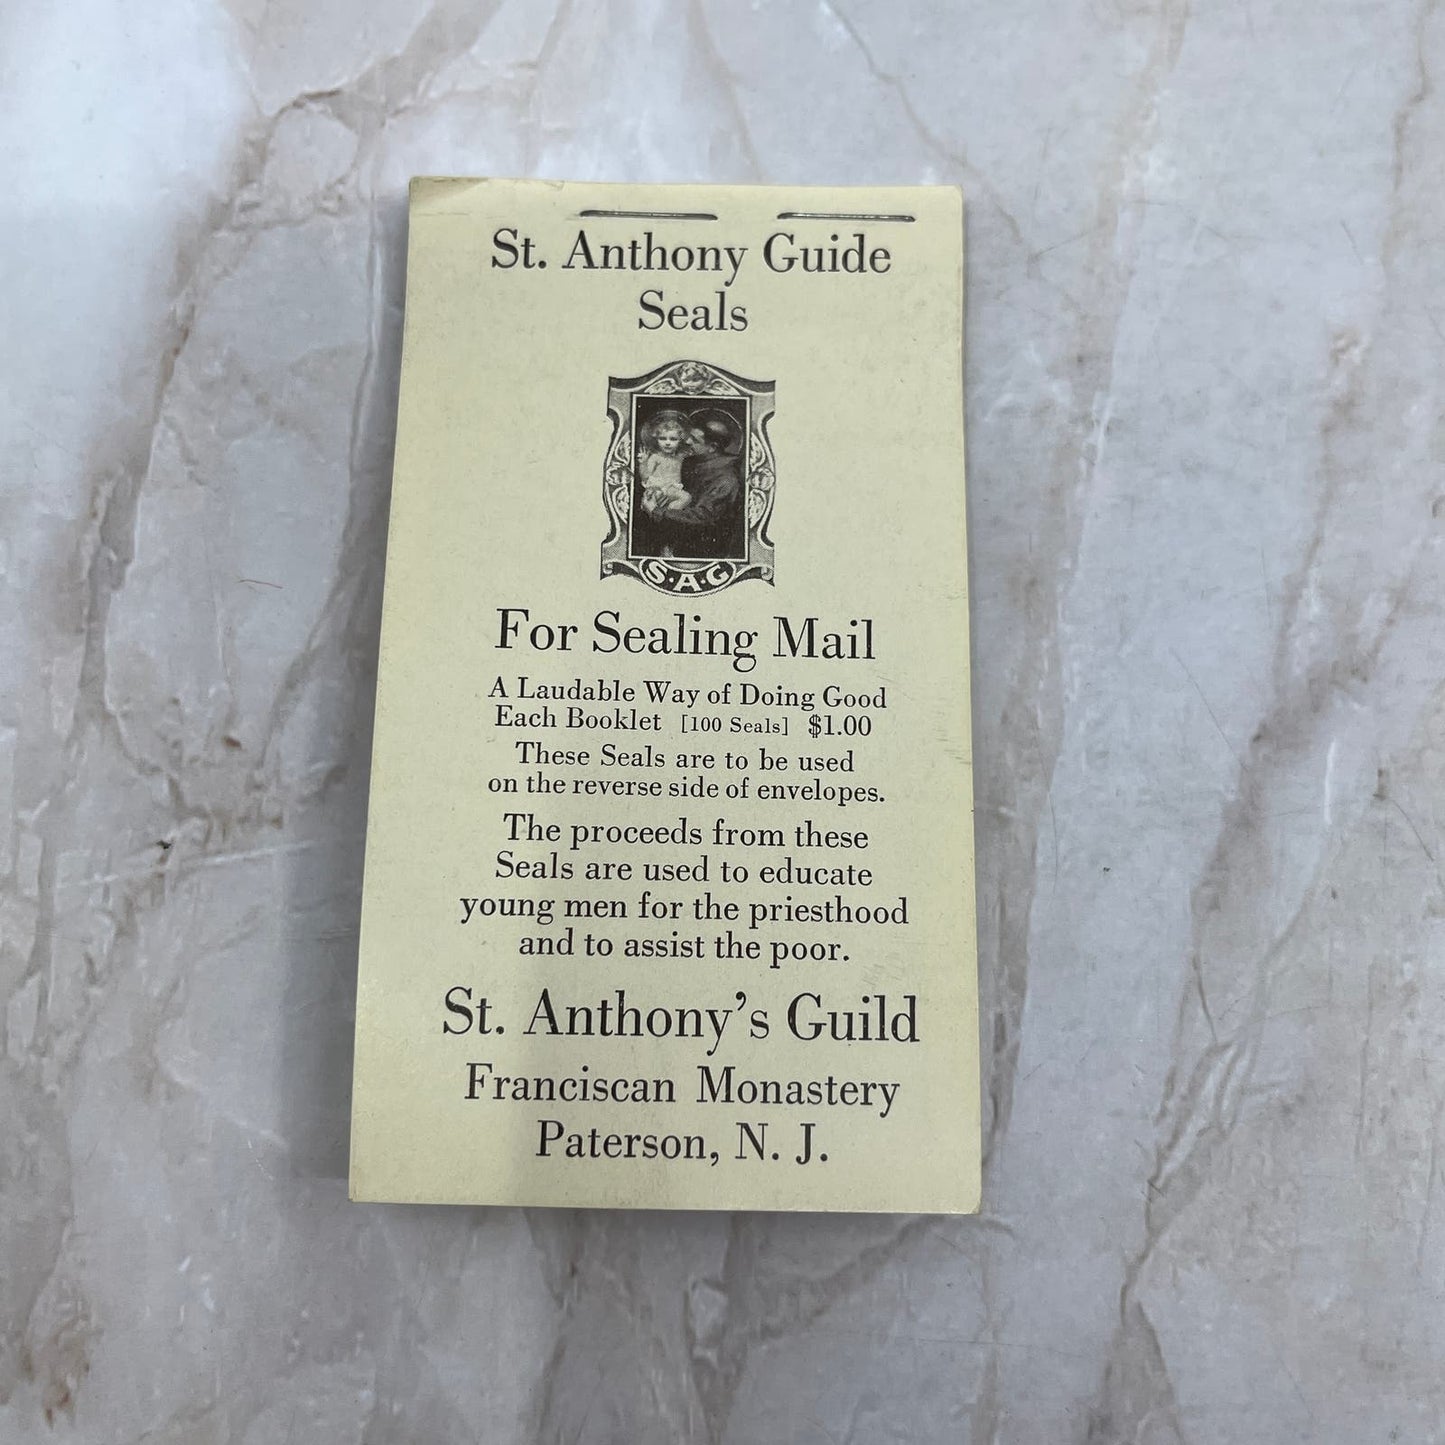 St. Anthony Guide
Seals
S·A·G
For Sealing Mail
A Laudable Way of Doing Good
Each Booklet [100 Seals] $1.00
These Seals are to be used
on the reverse side of envelopes.
The proceeds from these
Seals are used to educate
young men for the priesthood
and to assist the poor.
St. Anthony's Guild
Franciscan Monastery
Paterson, N. J.